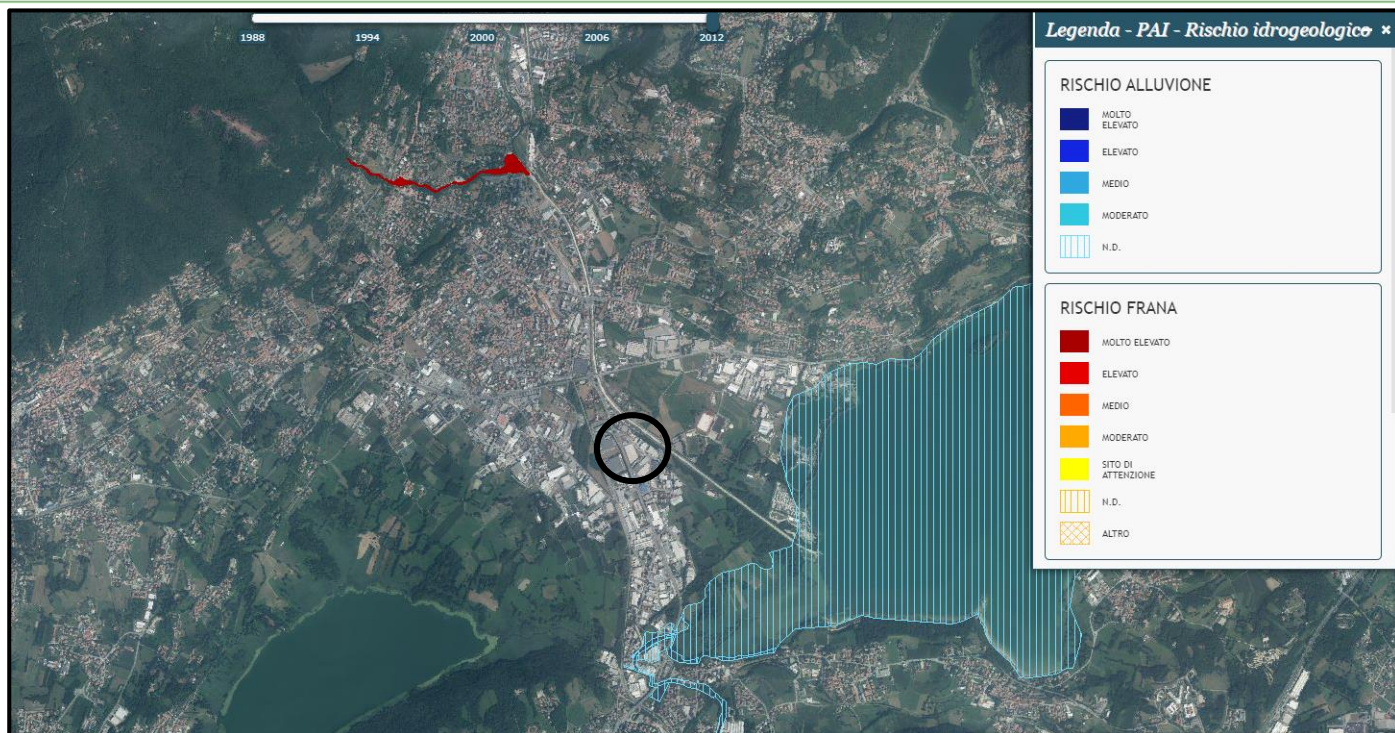 1988 1994 2000 2006 2012
Legenda - PAI - Rischio idrogeologico
RISCHIO ALLUVIONE
MOLTO
ELEVATO
ELEVATO
MEDIO
MODERATO
N.D.
RISCHIO FRANA
MOLTO ELEVATO
ELEVATO
MEDIO
MODERATO
SITO DI
ATTENZIONE
N.D.
ALTRO